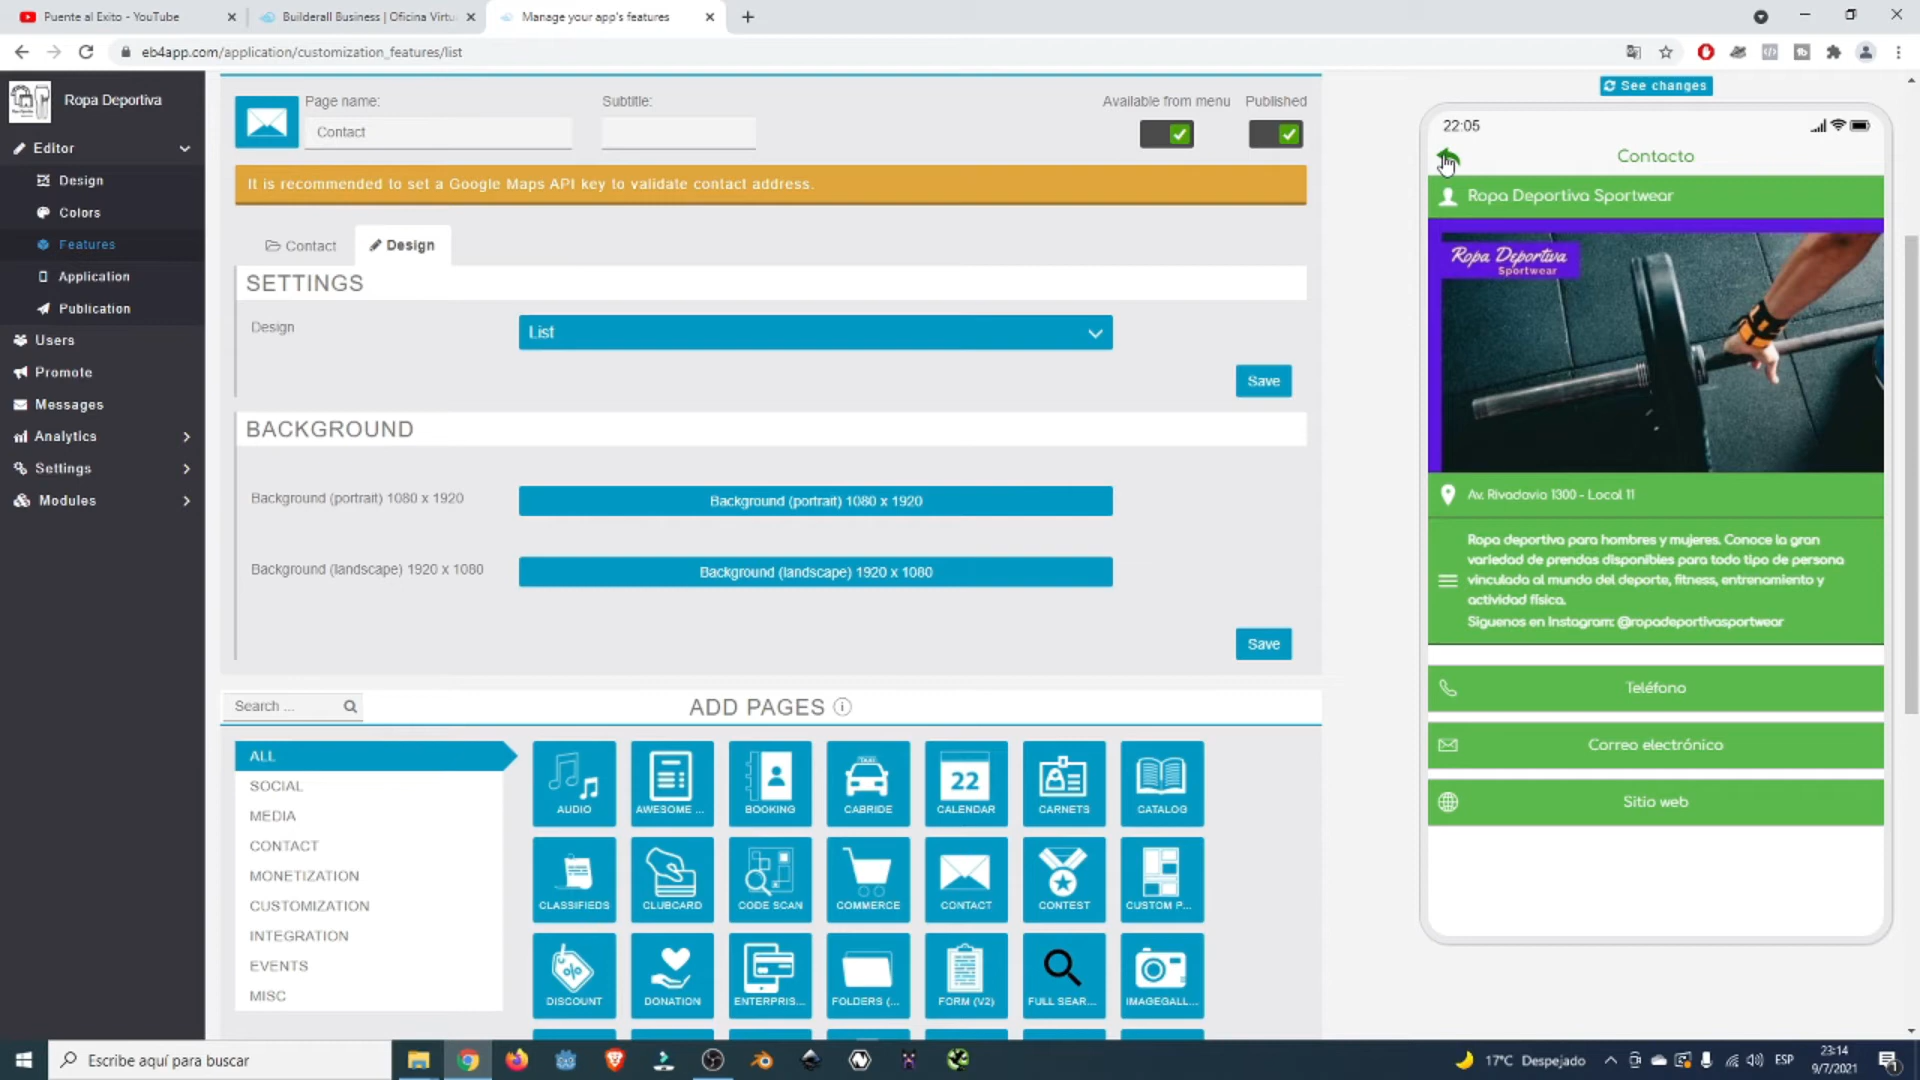 Puente al Exito - YouTube
Builderall Business | Oficina Virtu
Manage your app's features
eb4app.com/application/customization_features/list
Ropa Deportiva
Editor
Design
Colors
Features
Application
Publication
Users
Promote
Messages
Analytics
Settings
Modules
Page name:
Subtitle:
Available from menu
Published
Contact
It is recommended to set a Google Maps API key to validate contact address.
Contact
Design
SETTINGS
Design
List
Save
BACKGROUND
Background (portrait) 1080 x 1920
Background (portrait) 1080 x 1920
Background (landscape) 1920 x 1080
Background (landscape) 1920 x 1080
Save
Search ...
ADD PAGES
ALL
SOCIAL
MEDIA
CONTACT
MONETIZATION
CUSTOMIZATION
INTEGRATION
EVENTS
MISC
AUDIO
AWESOME ...
BOOKING
TAXI
CABRIDE
22
CALENDAR
CARNETS
CATALOG
CLASSIFIEDS
CLUBCARD
CODE SCAN
COMMERCE
CONTACT
CONTEST
CUSTOM P...
DISCOUNT
DONATION
ENTERPRIS...
FOLDERS (...
FORM (V2)
FULL SEAR...
IMAGEGALL...
See changes
22:05
Contacto
Ropa Deportiva Sportwear
Ropa Deportiva
Sportwear
Av. Rivadavia 1300 - Local 11
Ropa deportiva para hombres y mujeres. Conoce la gran
variedad de prendas disponibles para todo tipo de persona
vinculada al mundo del deporte, fitness, entrenamiento y
actividad física.
Siguenos en Instagram: @ropadeportivasportwear
Teléfono
Correo electrónico
Sitio web
Escribe aquí para buscar
17°C Despejado
ESP
23:14
9/7/2021
1